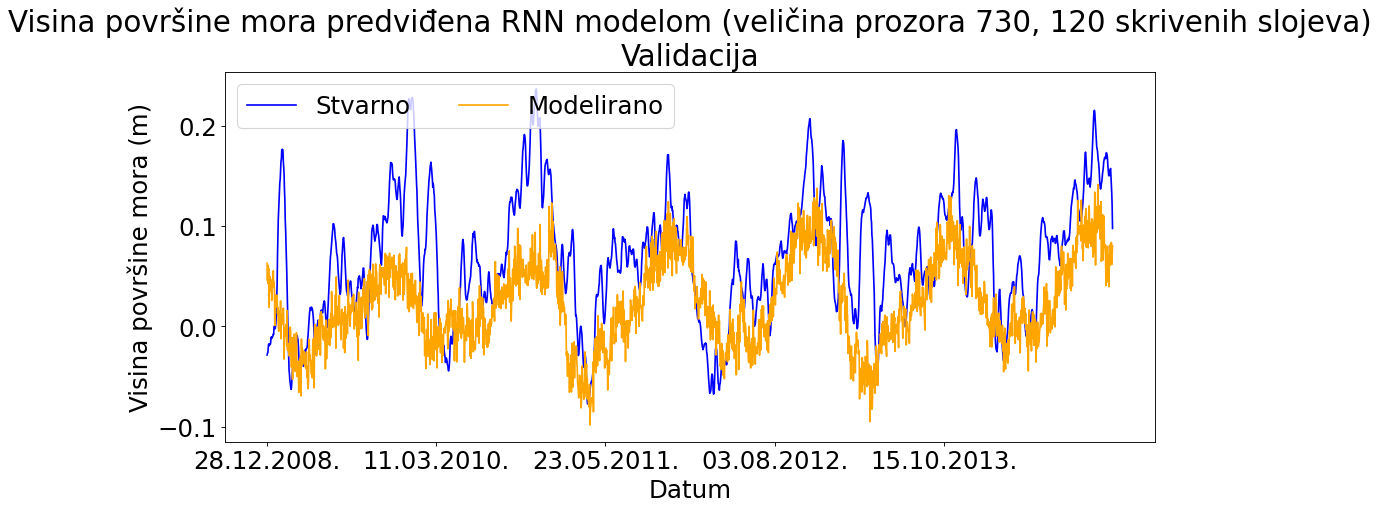 Visina površine mora predviđena RNN modelom (veličina prozora 730, 120 skrivenih slojeva)
Validacija
Stvarno
Modelirano
Visina površine mora (m)
0.2
0.1
0.0
−0.1
28.12.2008.
11.03.2010.
23.05.2011.
03.08.2012.
15.10.2013.
Datum